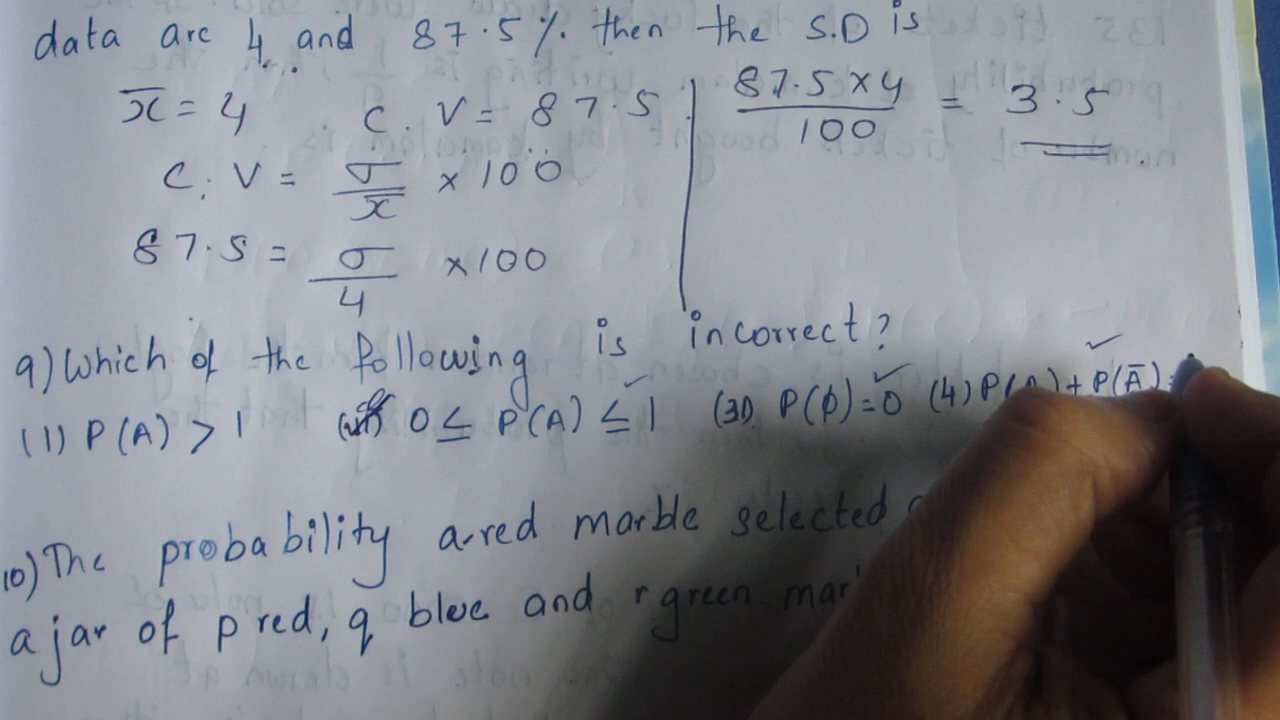 data are 4 and 87.5%. then the S.D is
x̅ = 4 C.V = 87.5
C.V = σ/x̅ ×100
87.5 = σ/4 ×100
87.5×4/100 = 3.5
9) Which of the following is incorrect?
(1) P(A) > 1 0 ≤ P(A) ≤ 1 (3) P(ϕ)=0 (4) P(A)+P(Ā)=
10) The probability a red marble selected
a jar of p red, q blue and r green mar